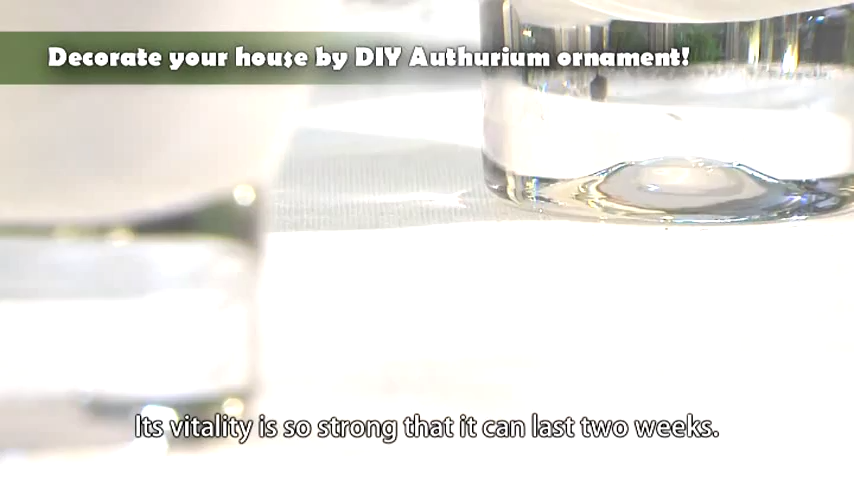 Decorate your house by DIY Authurium ornament!
Its vitality is so strong that it can last two weeks.